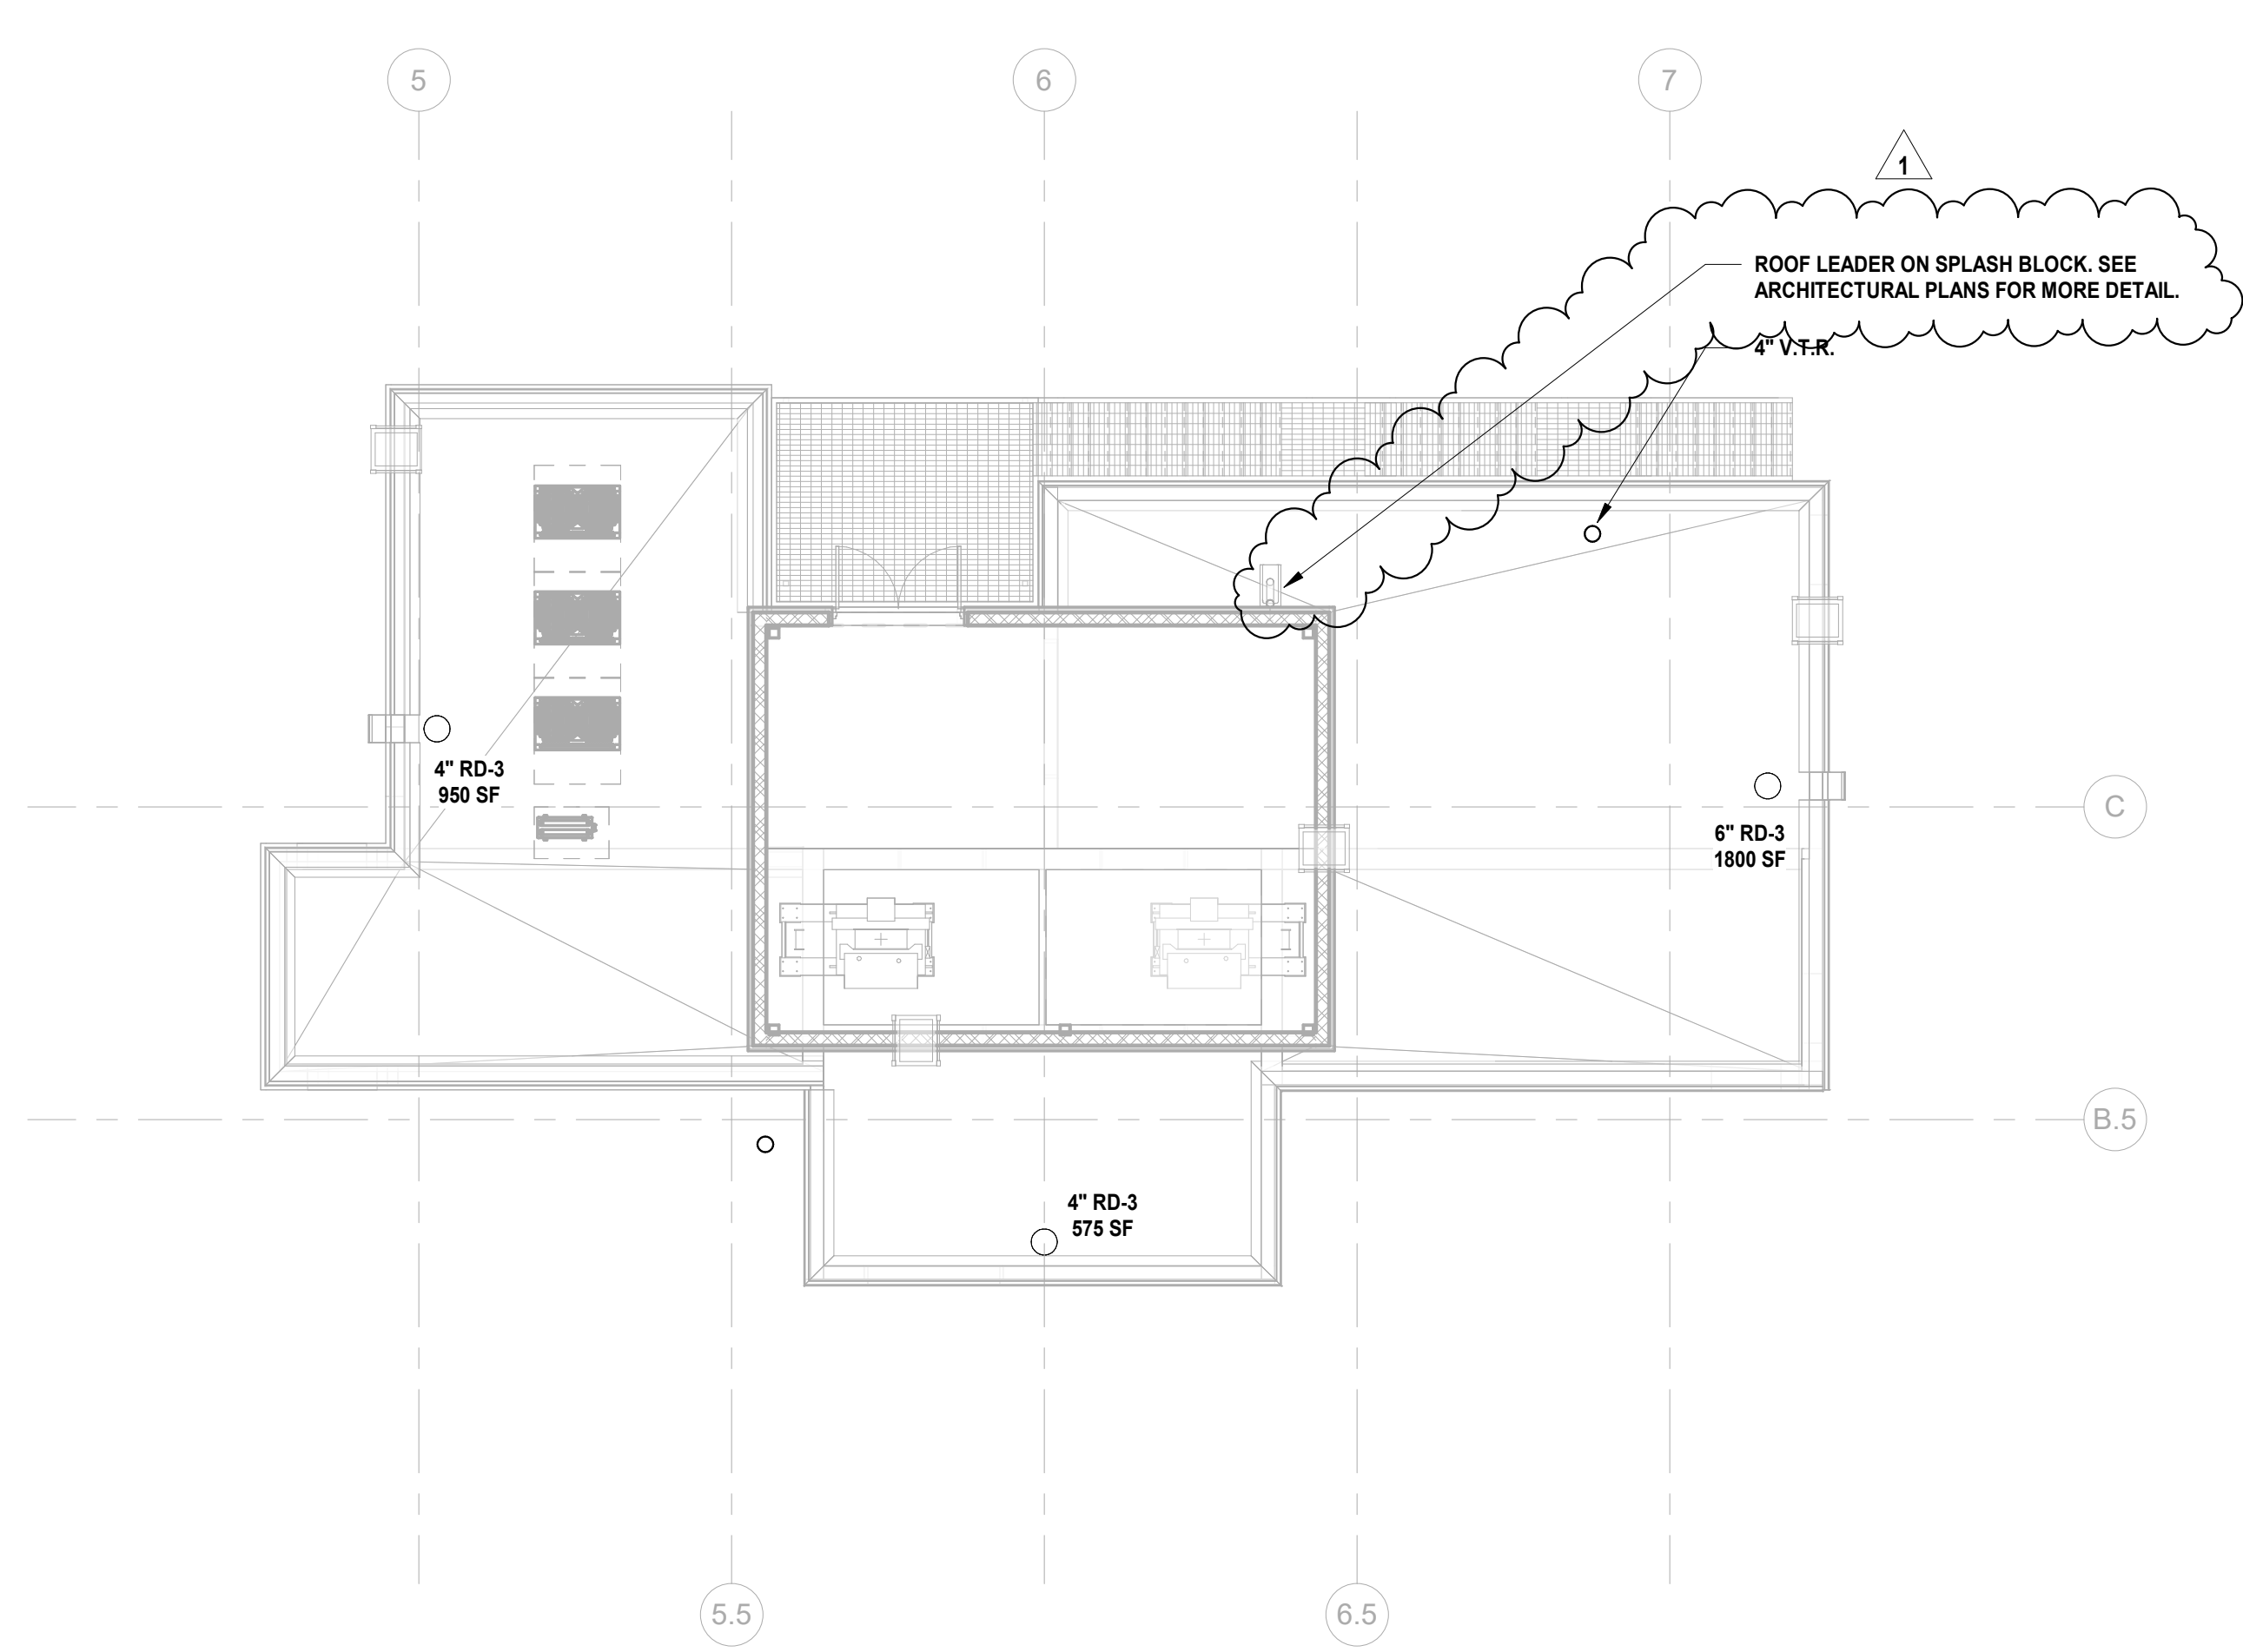 5
6
7
1
ROOF LEADER ON SPLASH BLOCK. SEE
ARCHITECTURAL PLANS FOR MORE DETAIL.
4" V.T.R.
4" RD-3
950 SF
C
6" RD-3
1800 SF
B.5
4" RD-3
575 SF
5.5
6.5